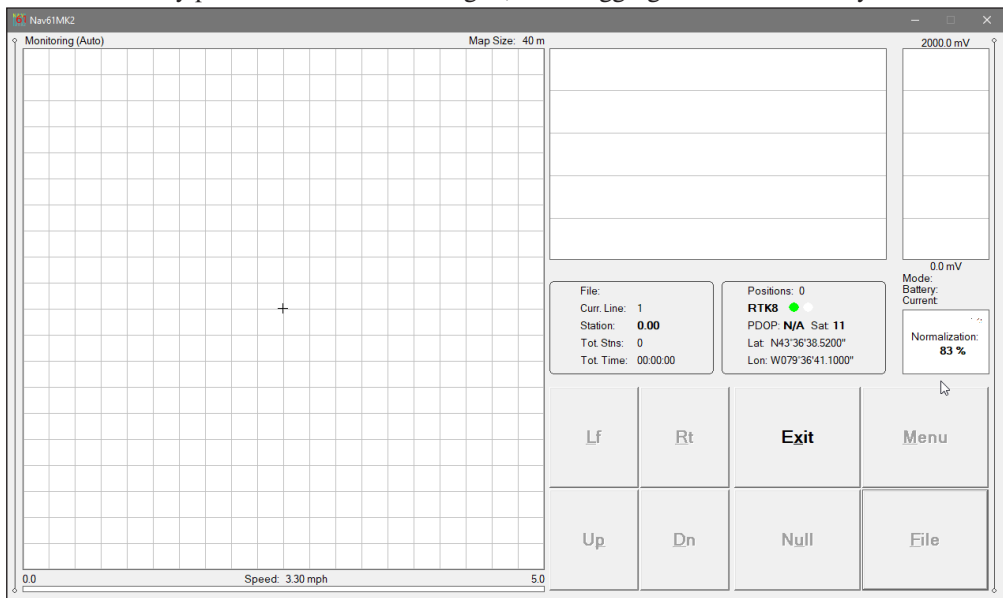 Nav61MK2
Monitoring (Auto) Map Size: 40 m
2000.0 mV
0.0 mV
Mode:
Battery:
Current:
File:
Curr. Line: 1
Station: 0.00
Tot. Stns: 0
Tot. Time: 00:00:00
Positions: 0
RTK8
PDOP: N/A Sat: 11
Lat: N43°36'38.5200"
Lon: W079°36'41.1000"
Normalization:
83 %
Lf Rt Exit Menu
Up Dn Null File
0.0 Speed: 3.30 mph 5.0